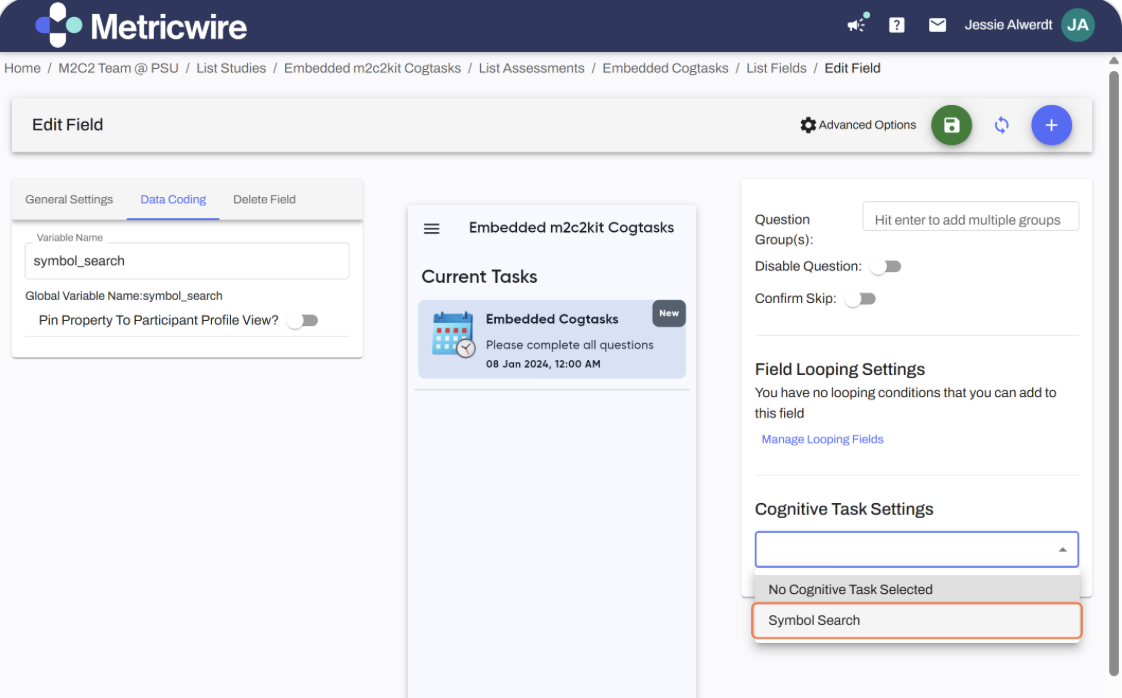 Metricwire
Jessie Alwerdt JA
Home / M2C2 Team @ PSU / List Studies / Embedded m2c2kit Cogtasks / List Assessments / Embedded Cogtasks / List Fields / Edit Field
Edit Field
Advanced Options
General Settings Data Coding Delete Field
Variable Name
symbol_search
Global Variable Name:symbol_search
Pin Property To Participant Profile View?
Embedded m2c2kit Cogtasks
Current Tasks
Embedded Cogtasks
New
Please complete all questions
08 Jan 2024, 12:00 AM
Question
Group(s):
Hit enter to add multiple groups
Disable Question:
Confirm Skip:
Field Looping Settings
You have no looping conditions that you can add to
this field
Manage Looping Fields
Cognitive Task Settings
No Cognitive Task Selected
Symbol Search